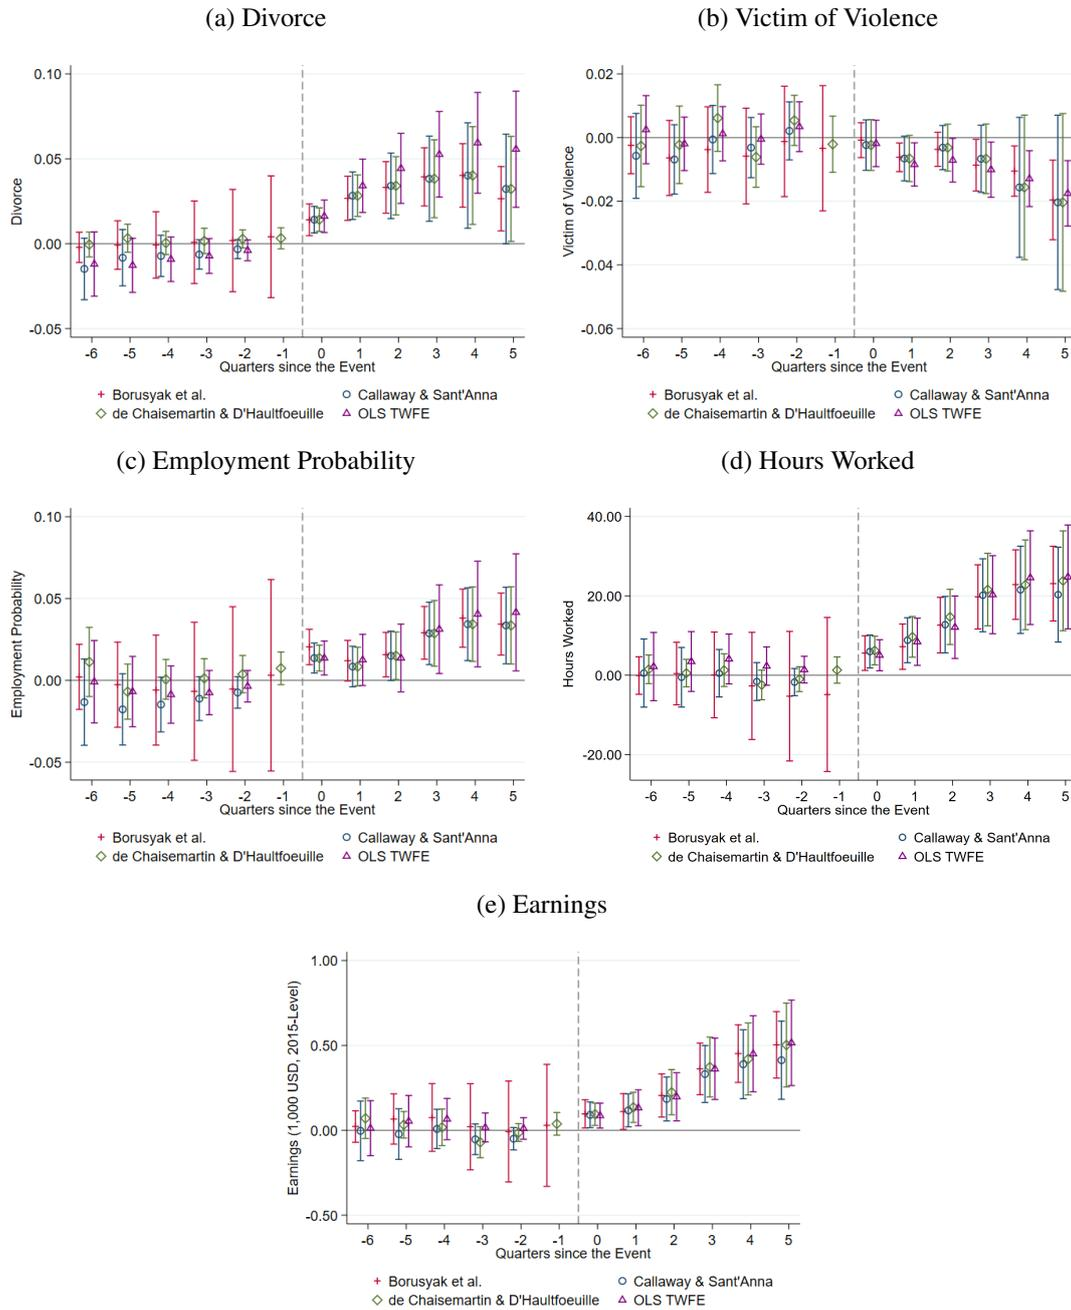 (a) Divorce
0.10
0.05
0.00
-0.05
Divorce
-6 -5 -4 -3 -2 -1 0 1 2 3 4 5
Quarters since the Event
Borusyak et al. Callaway & Sant'Anna
de Chaisemartin & D'Haultfoeuille OLS TWFE
(b) Victim of Violence
0.02
0.00
-0.02
-0.04
-0.06
Victim of Violence
-6 -5 -4 -3 -2 -1 0 1 2 3 4 5
Quarters since the Event
Borusyak et al. Callaway & Sant'Anna
de Chaisemartin & D'Haultfoeuille OLS TWFE
(c) Employment Probability
0.10
0.05
0.00
-0.05
Employment Probability
-6 -5 -4 -3 -2 -1 0 1 2 3 4 5
Quarters since the Event
Borusyak et al. Callaway & Sant'Anna
de Chaisemartin & D'Haultfoeuille OLS TWFE
(d) Hours Worked
40.00
20.00
0.00
-20.00
Hours Worked
-6 -5 -4 -3 -2 -1 0 1 2 3 4 5
Quarters since the Event
Borusyak et al. Callaway & Sant'Anna
de Chaisemartin & D'Haultfoeuille OLS TWFE
(e) Earnings
1.00
0.50
0.00
-0.50
Earnings (1,000 USD, 2015-Level)
-6 -5 -4 -3 -2 -1 0 1 2 3 4 5
Quarters since the Event
Borusyak et al. Callaway & Sant'Anna
de Chaisemartin & D'Haultfoeuille OLS TWFE